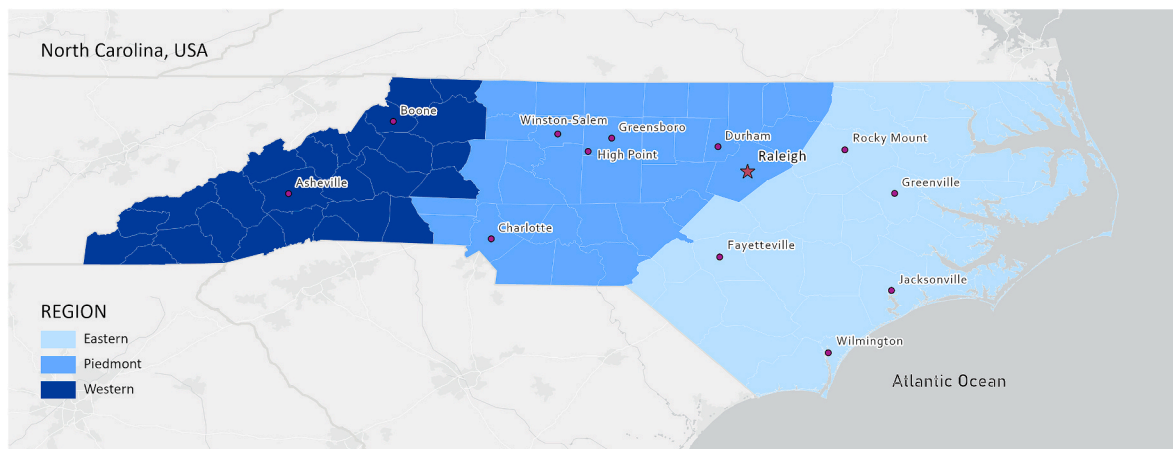 North Carolina, USA
Boone
Winston-Salem
Greensboro
Durham
Rocky Mount
High Point
Raleigh
Asheville
Greenville
Charlotte
Fayetteville
Jacksonville
REGION
Eastern
Wilmington
Piedmont
Atlantic Ocean
Western